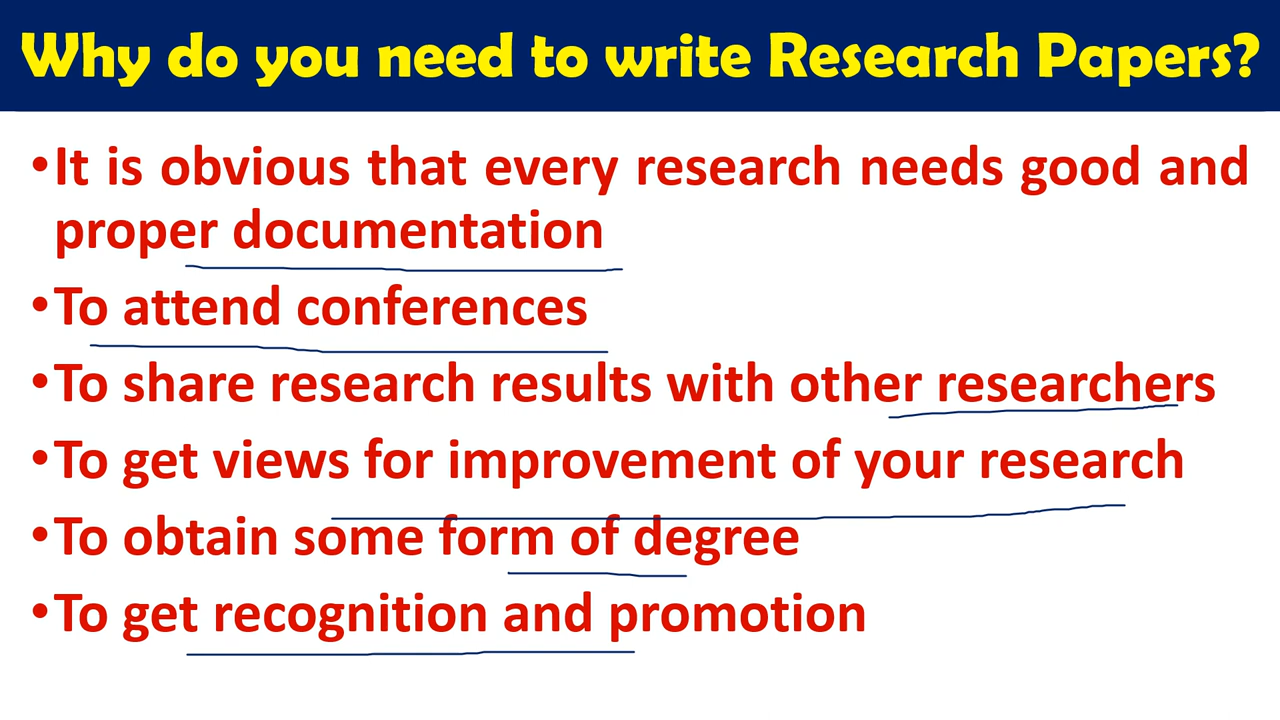 Why do you need to write Research Papers?
•It is obvious that every research needs good and
proper documentation
•To attend conferences
•To share research results with other researchers
•To get views for improvement of your research
•To obtain some form of degree
•To get recognition and promotion